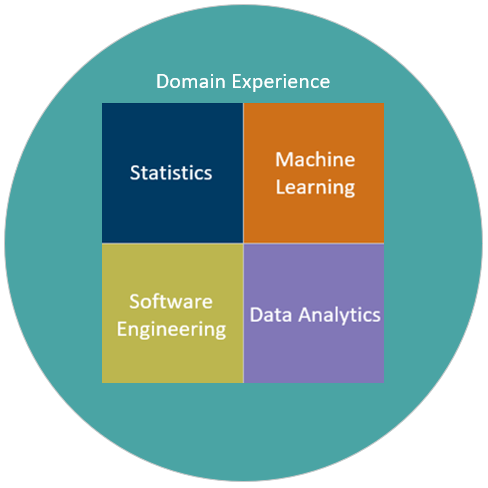 Domain Experience
Statistics
Machine
Learning
Software
Engineering
Data Analytics